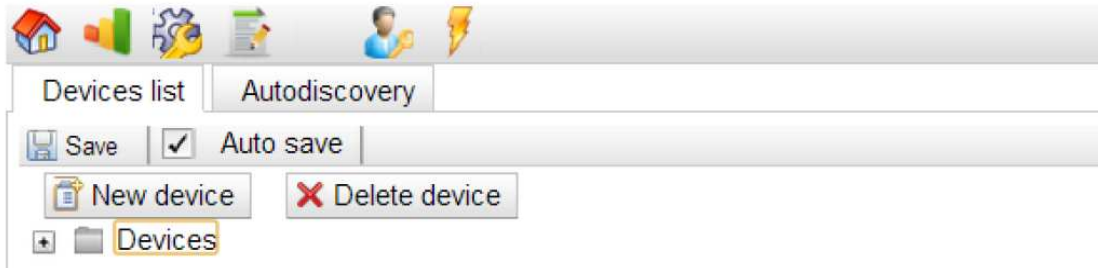 Devices list Autodiscovery
Save Auto save
New device Delete device
Devices